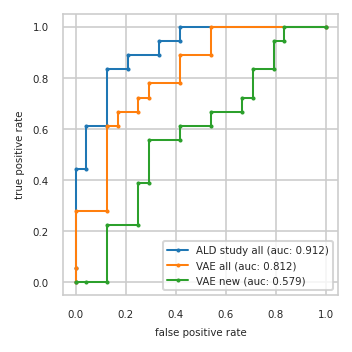 1.0
0.8
0.6
0.4
0.2
0.0
true positive rate
ALD study all (auc: 0.912)
VAE all (auc: 0.812)
VAE new (auc: 0.579)
0.0 0.2 0.4 0.6 0.8 1.0
false positive rate